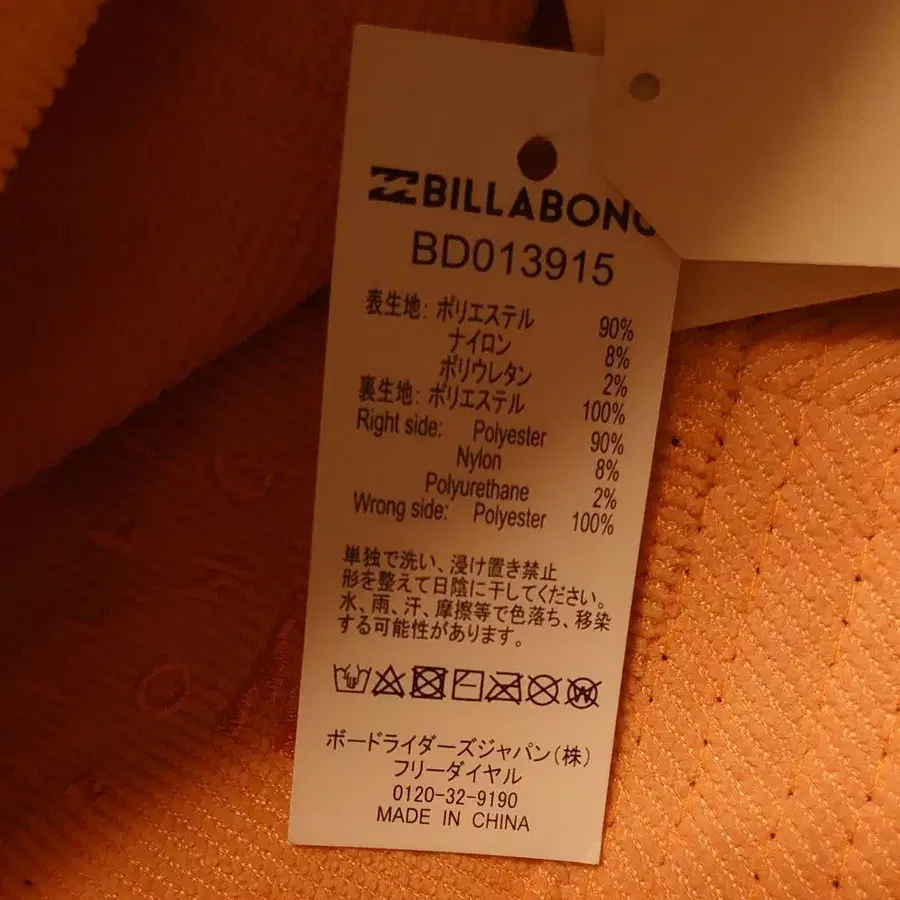 BILLABONG
BD013915
表生地: ポリエステル 90%
ナイロン 8%
ポリウレタン 2%
裏生地: ポリエステル 100%
Right side: Polyester 90%
Nylon 8%
Polyurethane 2%
Wrong side: Polyester 100%
単独で洗い、浸け置き禁止
形を整えて日陰に干してください。
水、雨、汗、摩擦等で色落ち、移染
する可能性があります。
W
ボードライダーズジャパン(株)
フリーダイヤル
0120-32-9190
MADE IN CHINA